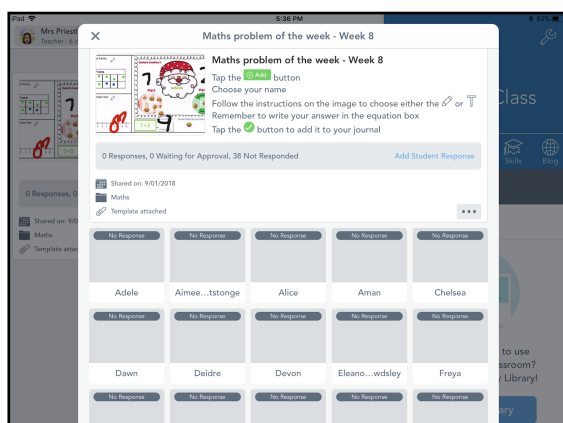 iPad
5:36 PM
52%
Mrs Priestl
Teacher - 6 c
Maths problem of the week - Week 8
Maths problem of the week - Week 8
Tap the + Add button
Choose your name
Follow the instructions on the image to choose either the or T
Remember to write your answer in the equation box
Tap the button to add it to your journal
Part
Whole
Part
7
7+2
0 Responses, 0 Waiting for Approval, 38 Not Responded
Add Student Response
Shared on: 9/01/2018
Maths
Template attached
No Response
No Response
No Response
No Response
No Response
Adele
Aimee...tstonge
Alice
Aman
Chelsea
No Response
No Response
No Response
No Response
No Response
Dawn
Deidre
Devon
Eleano...wdsley
Freya
No Response
No Response
No Response
No Response
No Response
0 Responses, 0
Shared on: 9/0
Maths
Template attac
Class
Skills
Blog
to use
ssroom?
y Library!
ary